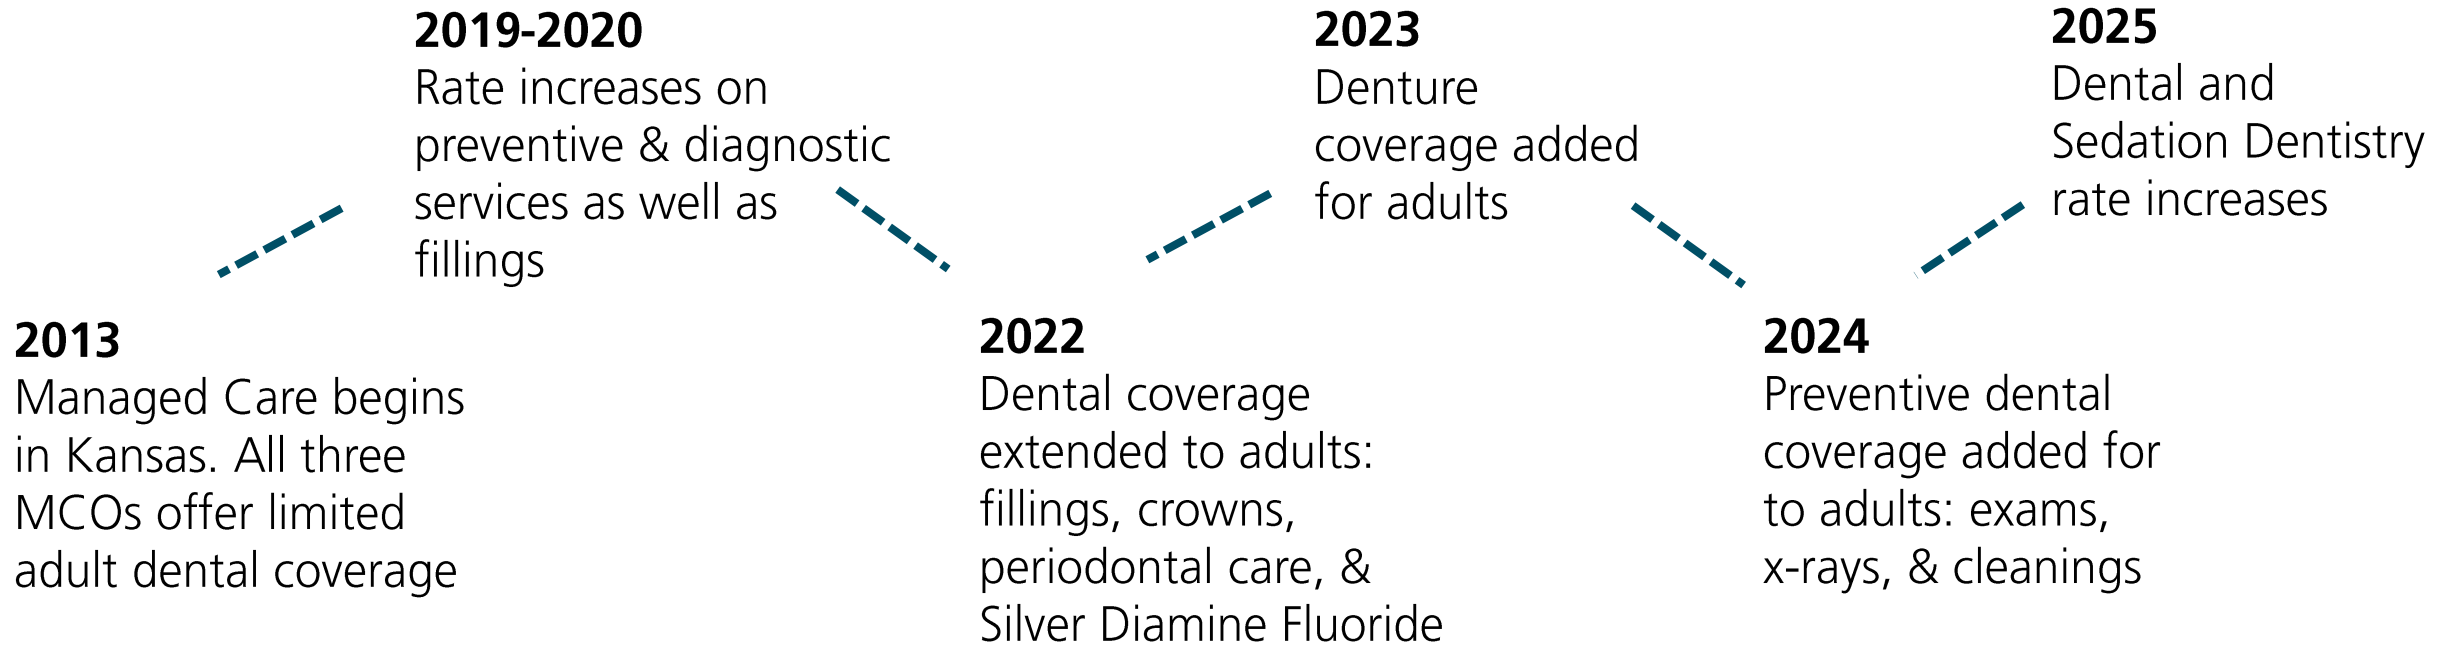 2013
Managed Care begins
in Kansas. All three
MCOs offer limited
adult dental coverage
2019-2020
Rate increases on
preventive & diagnostic
services as well as
fillings
2022
Dental coverage
extended to adults:
fillings, crowns,
periodontal care, &
Silver Diamine Fluoride
2023
Denture
coverage added
for adults
2024
Preventive dental
coverage added for
to adults: exams,
x-rays, & cleanings
2025
Dental and
Sedation Dentistry
rate increases